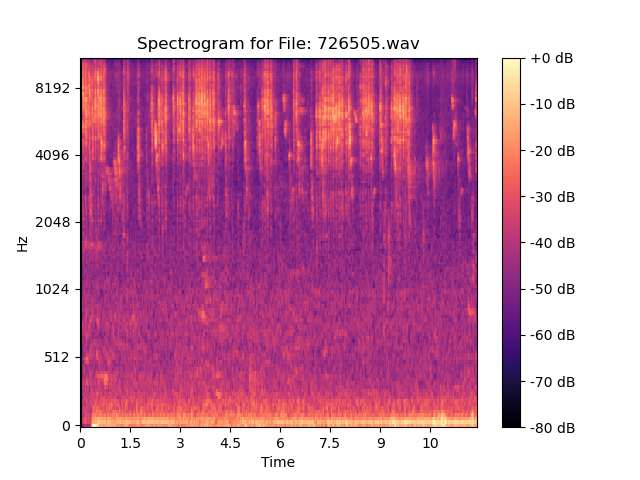 Spectrogram for File: 726505.wav
Hz
8192
4096
2048
1024
512
0
0 1.5 3 4.5 6 7.5 9 10
Time
+0 dB
-10 dB
-20 dB
-30 dB
-40 dB
-50 dB
-60 dB
-70 dB
-80 dB